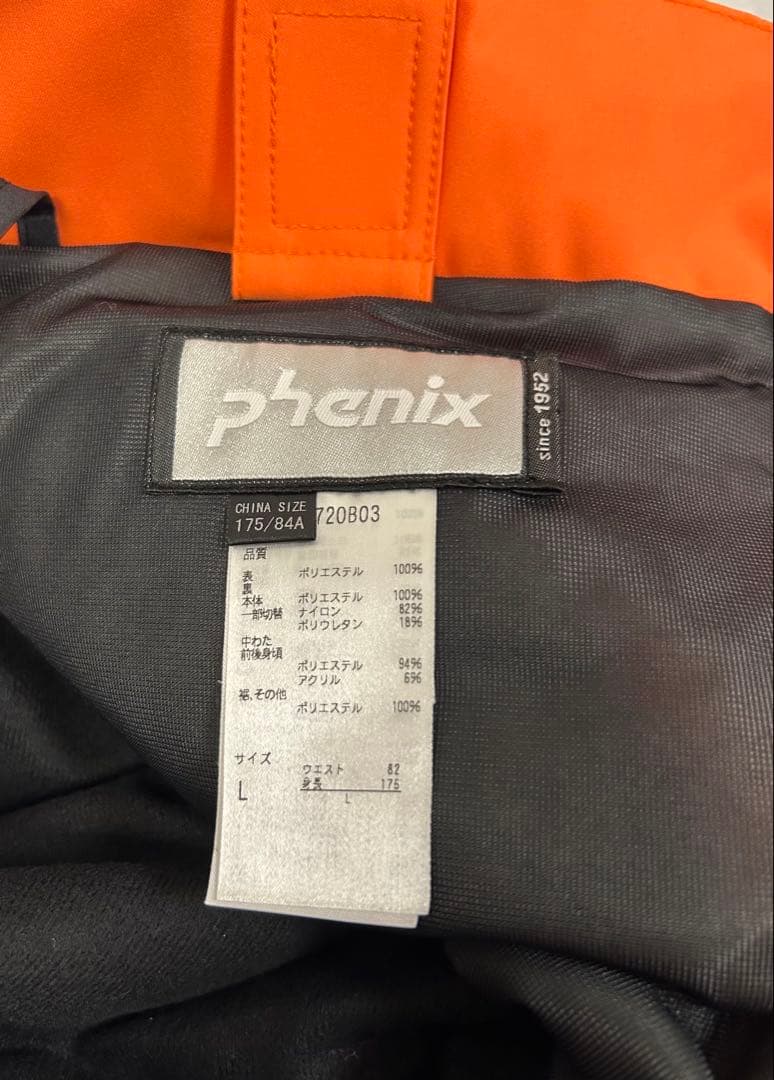 phenix
since 1952
CHINA SIZE
175/84A
720B03
品質
表 ポリエステル 100%
裏
本体 ポリエステル 100%
一部切替 ナイロン 82%
ポリウレタン 18%
中わた
前後身頃
ポリエステル 94%
アクリル 6%
裾、その他
ポリエステル 100%
サイズ
ウエスト 82
L 身長 175
L